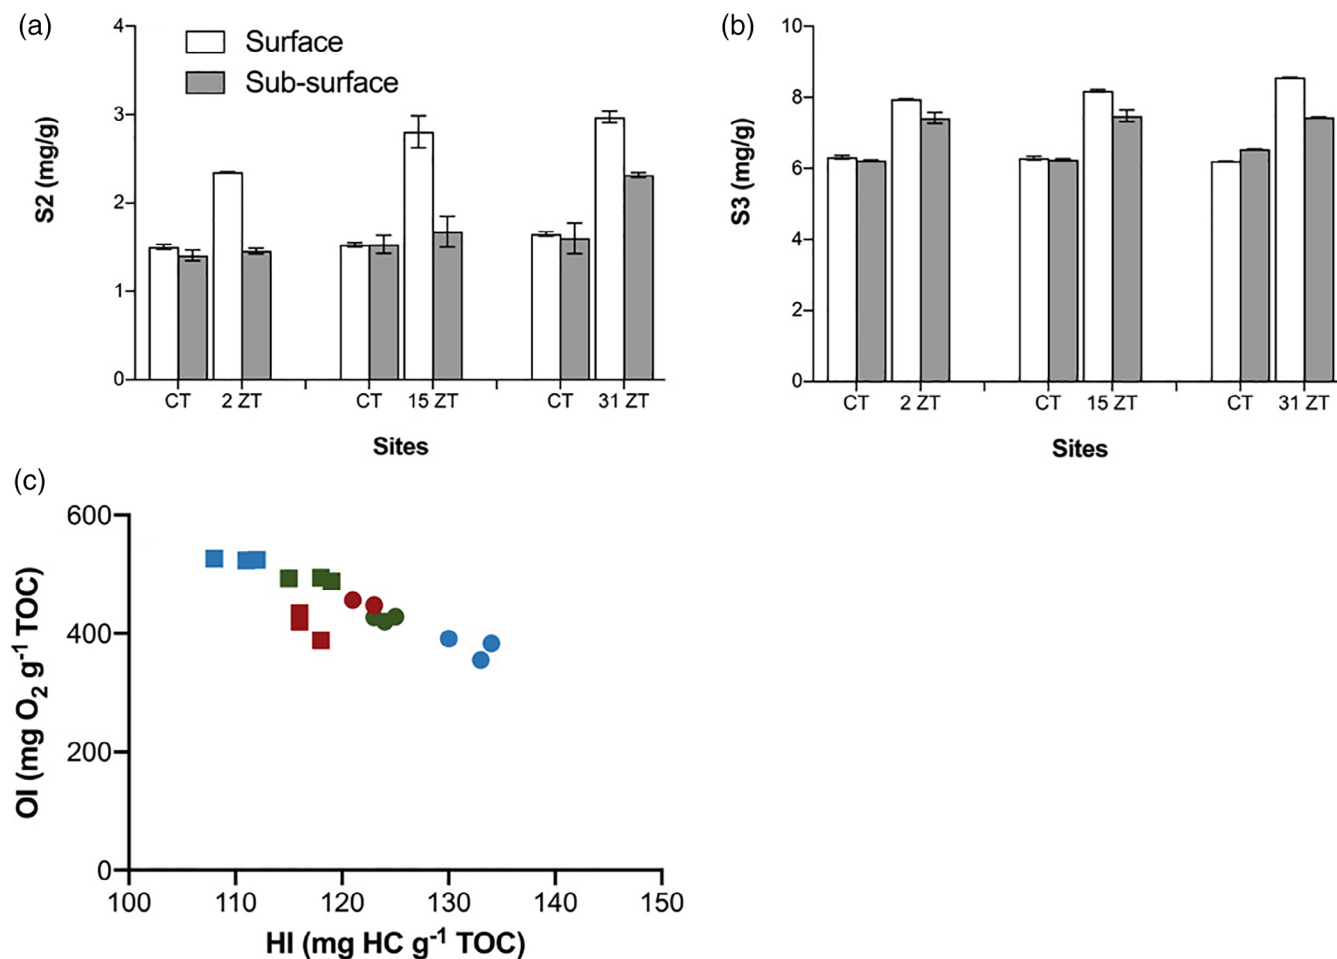 (a)
4
3
2
1
0
S2 (mg/g)
Surface
Sub-surface
CT 2 ZT CT 15 ZT CT 31 ZT
Sites
(b)
10
8
6
4
2
0
S3 (mg/g)
CT 2 ZT CT 15 ZT CT 31 ZT
Sites
(c)
600
400
200
0
OI (mg O₂ g⁻¹ TOC)
100 110 120 130 140 150
HI (mg HC g⁻¹ TOC)